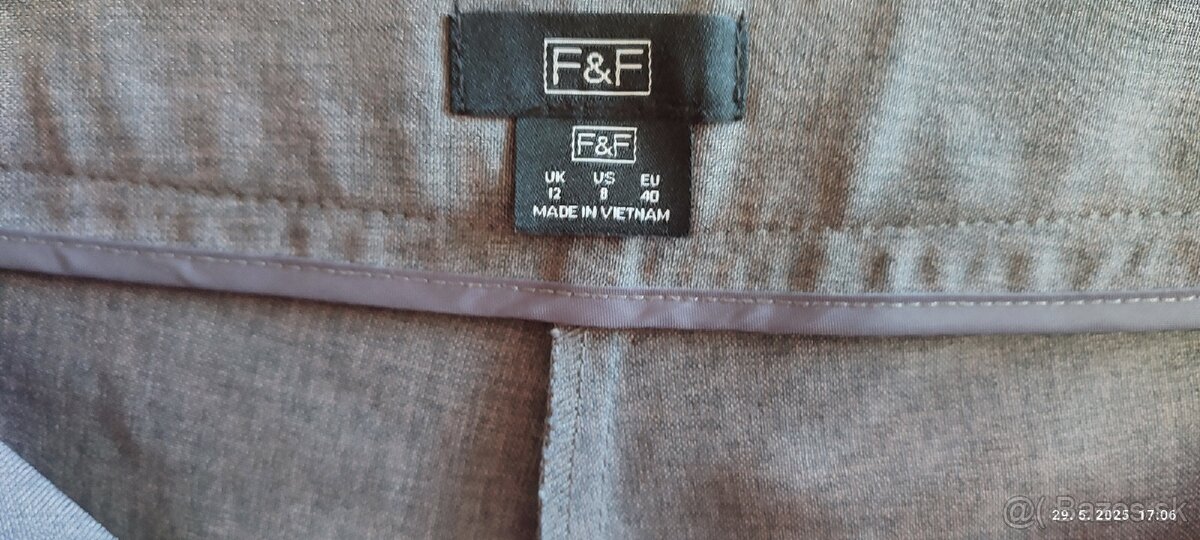 F&F
F&F
UK US EU
12 8 40
MADE IN VIETNAM
@( Bazos.sk
29. 5. 2025 17:06